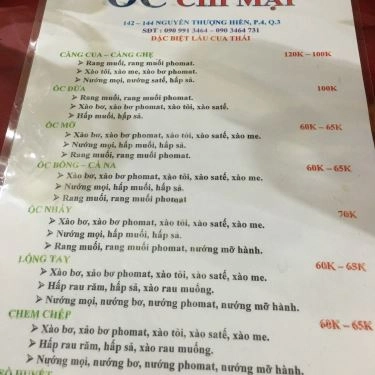 ỐC CHỊ MẠI
142 – 144 NGUYỄN THƯỢNG HIỀN, P.4, Q.3
SĐT : 090 991 3464 – 090 3464 731
ĐẶC BIỆT LẨU CUA THÁI
CÀNG CUA – CÀNG GHẸ 120K – 100K
➤ Rang muối, rang muối phomat.
➤ Xào tỏi, xào me, xào bơ.
➤ Nướng mọi, nướng satế, hấp sả.
ỐC DỪA 100K
➤ Rang muối, rang muối phomat.
➤ Xào bơ, xào bơ phomat, xào tỏi, xào satế.
➤ Hấp muối, hấp sả.
ỐC MỠ 60K – 65K
➤ Xào bơ, xào bơ phomat, xào tỏi, xào satế, xào me.
➤ Nướng mọi, hấp muối, hấp sả.
➤ Rang muối, rang muối phomat.
ỐC BÔNG – CÀ NA 60K – 65K
➤ Xào bơ, xào bơ phomat, xào tỏi, xào satế, xào me.
➤ Nướng mọi, hấp muối, hấp sả.
➤ Rang muối, rang muối phomat
ỐC NHẢY 70K
➤ Xào bơ, xào bơ phomat, xào tỏi, xào satế, xào me.
➤ Nướng mọi, hấp muối, hấp sả.
➤ Rang muối, rang muối phomat, nướng mỡ hành.
LÔNG TAY 60K – 65K
➤ Xào bơ, xào bơ phomat, xào tỏi, xào satế, xào me.
➤ Hấp rau răm, hấp sả, xào rau muống.
➤ Nướng mọi, nướng bơ, nướng phomat, nướng mỡ hành.
CHEM CHÉP 60K – 65K
➤ Xào bơ, xào bơ phomat, xào tỏi, xào satế, xào me.
➤ Hấp rau răm, hấp sả, xào rau muống.
➤ Nướng mọi, nướng bơ, nướng phomat, nướng mỡ hành.
HUYẾT